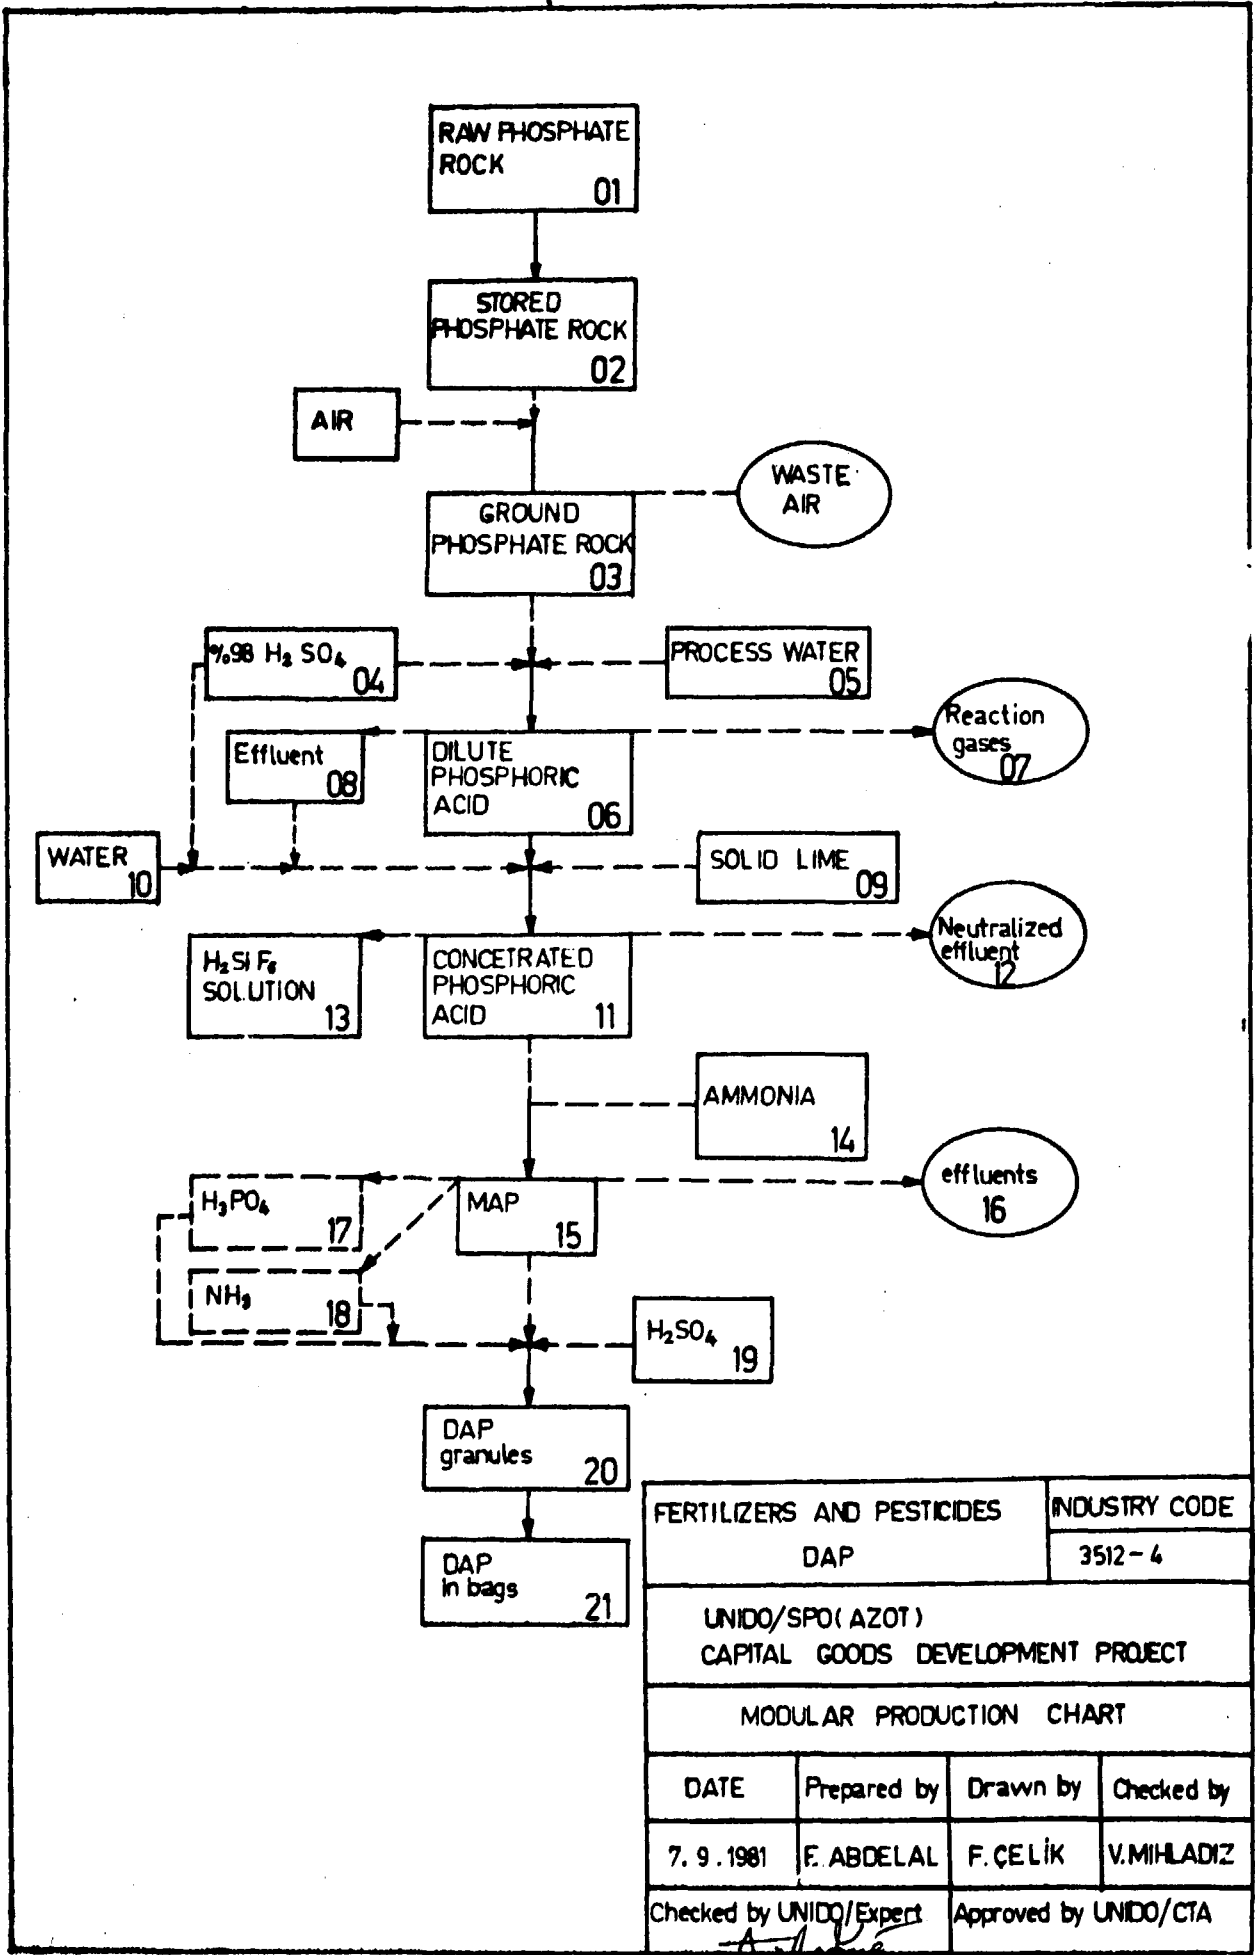 RAW PHOSPHATE
ROCK
01
STORED
PHOSPHATE ROCK
02
AIR
WASTE
AIR
GROUND
PHOSPHATE ROCK
03
%98 H₂SO₄
04
PROCESS WATER
05
Reaction
gases
07
Effluent
08
DILUTE
PHOSPHORIC
ACID
06
WATER
10
SOLID LIME
09
Neutralized
effluent
12
H₂SiF₆
SOLUTION
13
CONCETRATED
PHOSPHORIC
ACID
11
AMMONIA
14
effluents
16
H₃PO₄
17
MAP
15
NH₃
18
H₂SO₄
19
DAP
granules
20
DAP
in bags
21
FERTILIZERS AND PESTICIDES
DAP
INDUSTRY CODE
3512-4
UNIDO/SPO(AZOT)
CAPITAL GOODS DEVELOPMENT PROJECT
MODULAR PRODUCTION CHART
DATE Prepared by Drawn by Checked by
7.9.1981 F. ABDELAL F. ÇELİK V. MIHLADIZ
Checked by UNIDO/Expert Approved by UNIDO/CTA